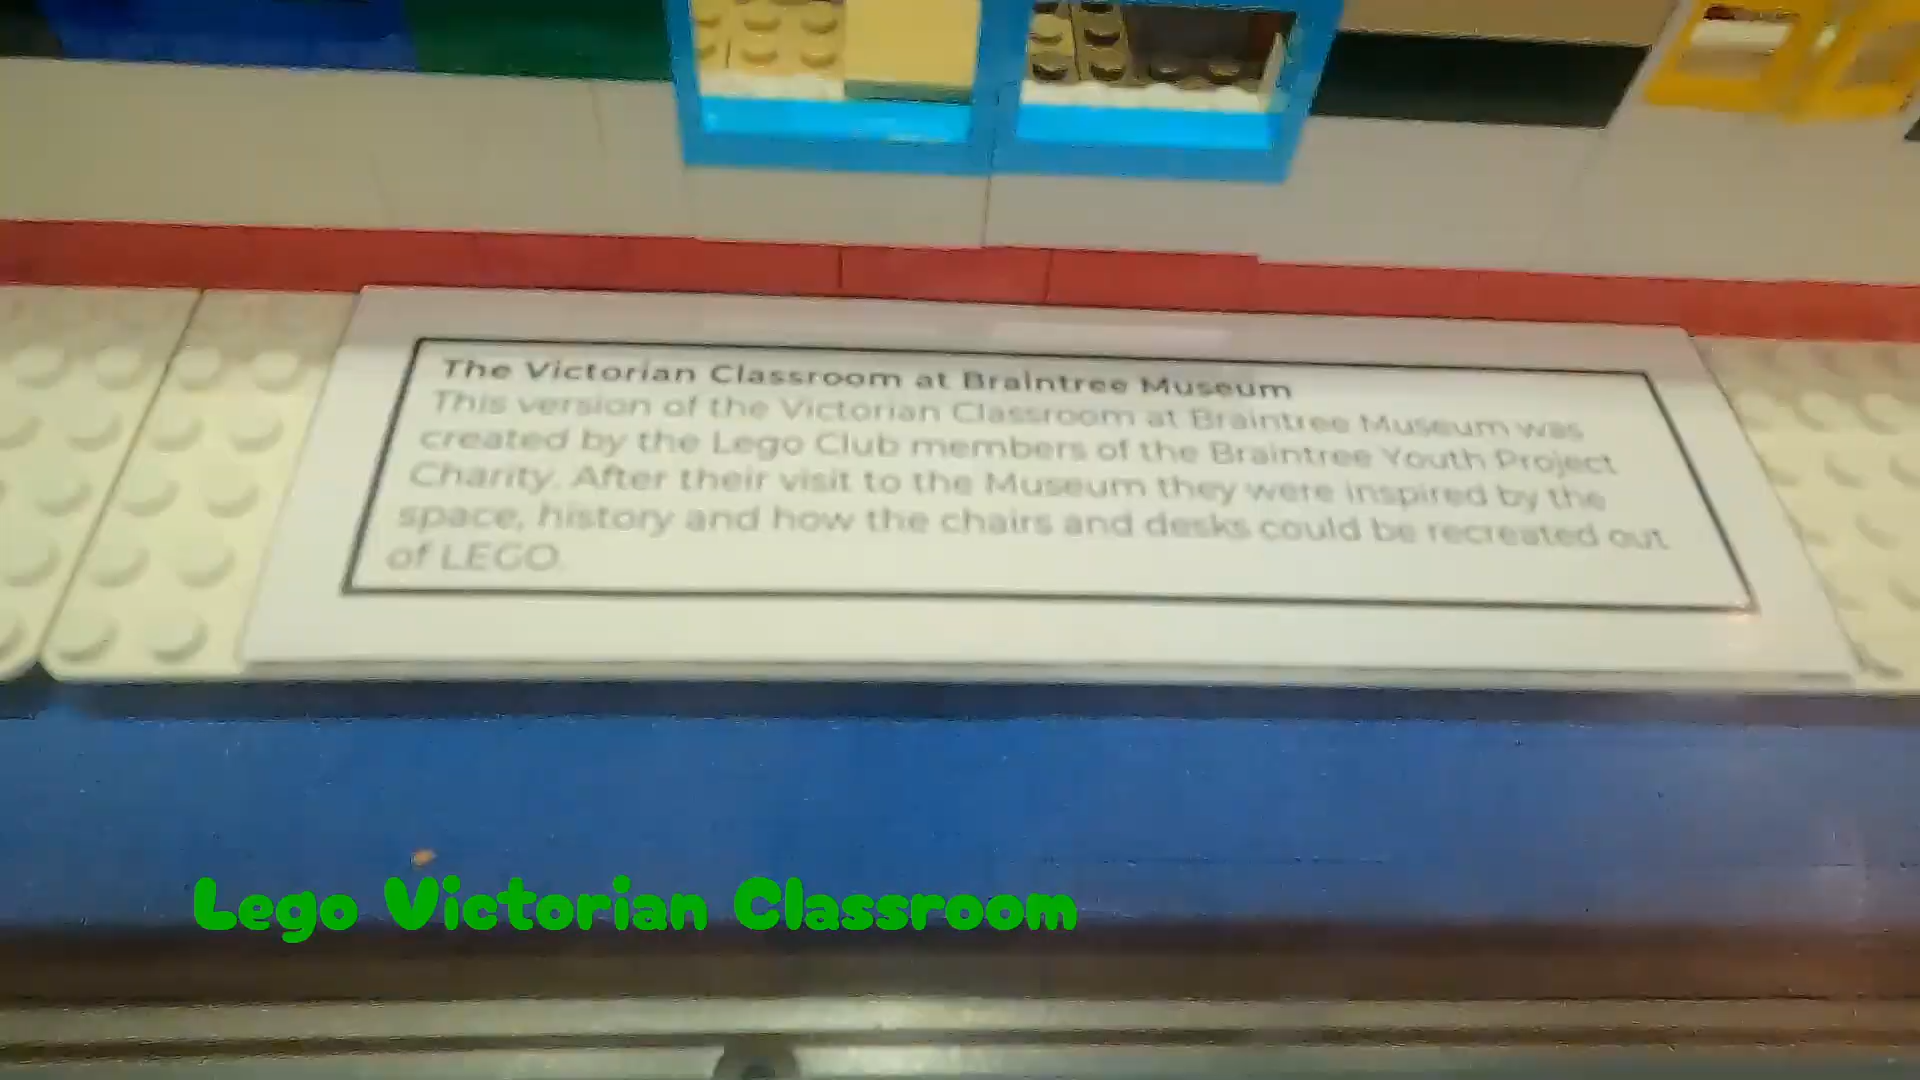 The Victorian Classroom at Braintree Museum
This version of the Victorian Classroom at Braintree Museum was
created by the Lego Club members of the Braintree Youth Project
Charity. After their visit to the Museum they were inspired by the
space, history and how the chairs and desks could be recreated out
of LEGO.
Lego Victorian Classroom